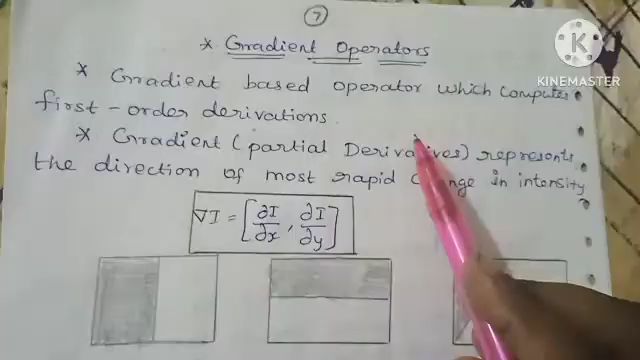 7
* Gradient Operators
* Gradient based operator which computes
first-order derivations.
* Gradient (partial Derivatives) represents
the direction of most rapid change in intensity
∇I = [∂I/∂x, ∂I/∂y]
K
KINEMASTER